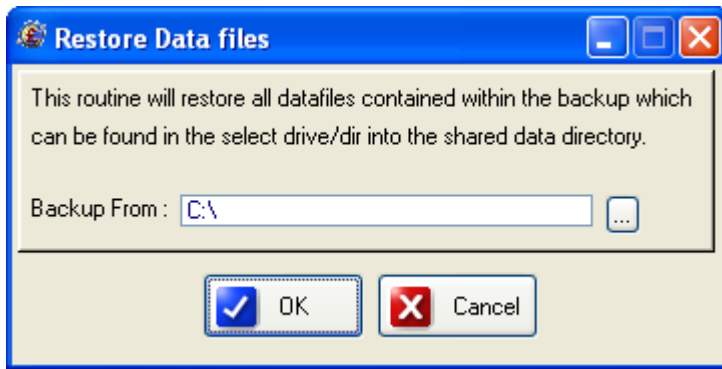 Restore Data files
This routine will restore all datafiles contained within the backup which
can be found in the select drive/dir into the shared data directory.
Backup From : C:\ ...
OK Cancel